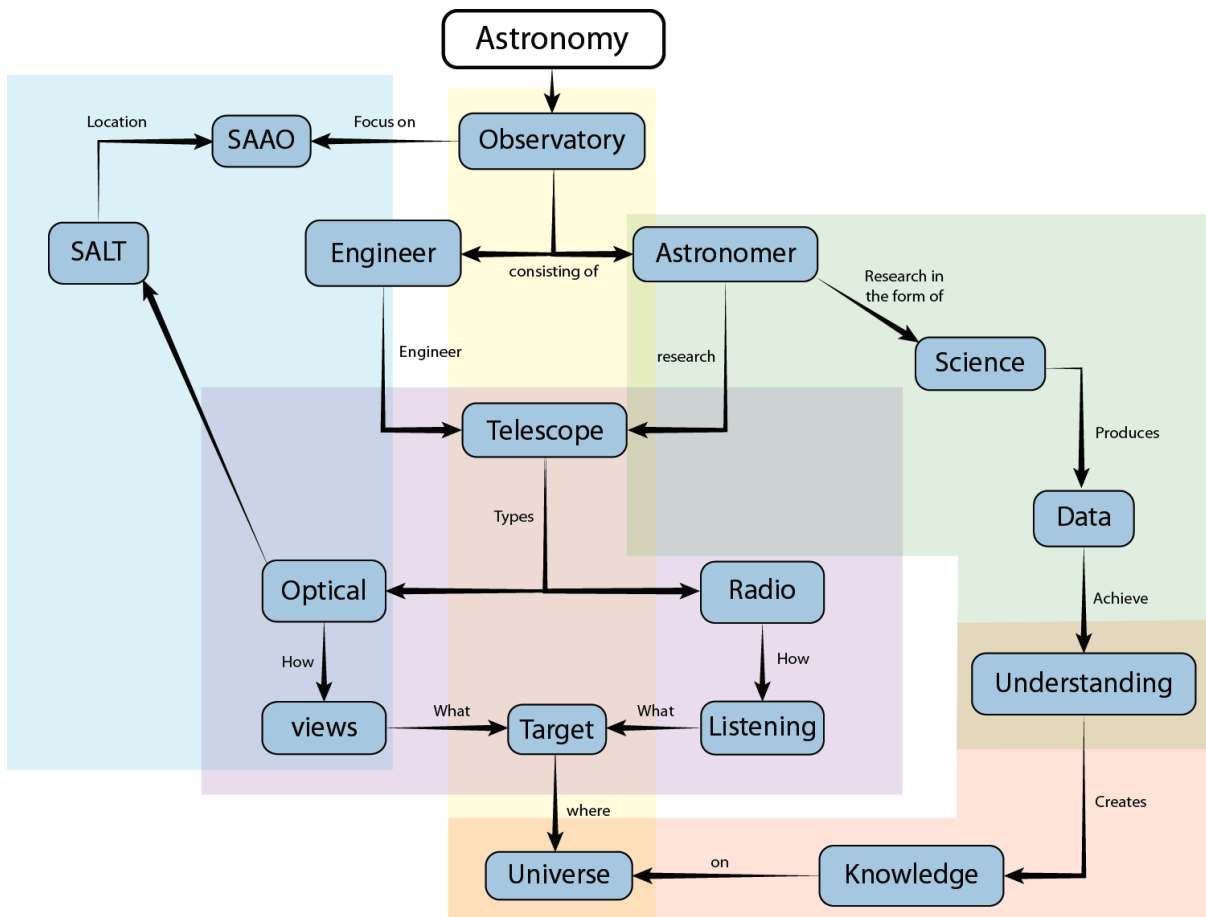 Astronomy
Location
SAAO
Focus on
Observatory
SALT
Engineer
consisting of
Astronomer
Research in
the form of
Engineer
research
Science
Telescope
Produces
Types
Data
Optical
Radio
Achieve
How
How
Understanding
views
What
Target
What
Listening
where
Creates
Universe
on
Knowledge